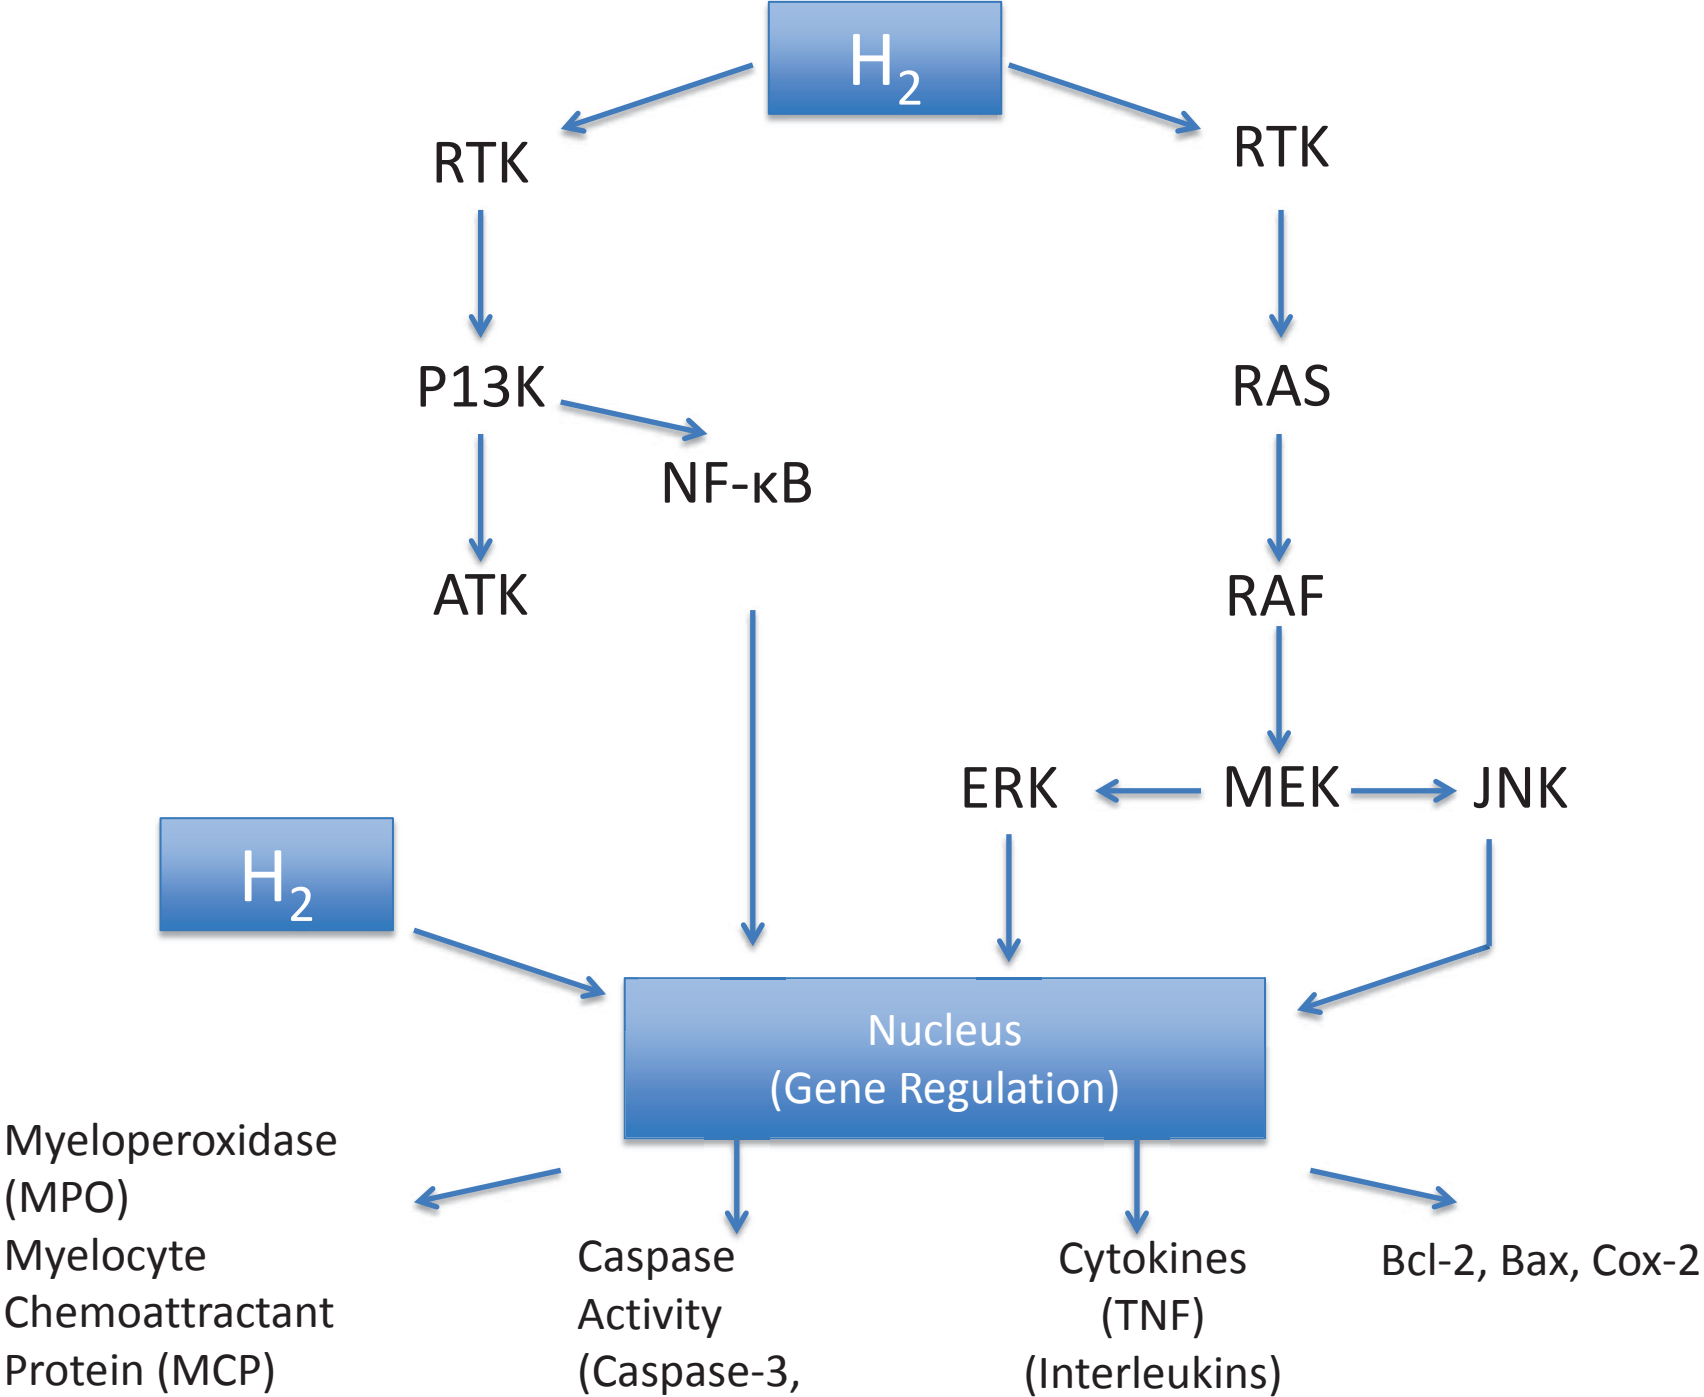 H2
RTK
RTK
P13K
RAS
NF-κB
ATK
RAF
ERK
MEK
JNK
H2
Nucleus
(Gene Regulation)
Myeloperoxidase
(MPO)
Myelocyte
Chemoattractant
Protein (MCP)
Caspase
Activity
(Caspase-3,
Cytokines
(TNF)
(Interleukins)
Bcl-2, Bax, Cox-2